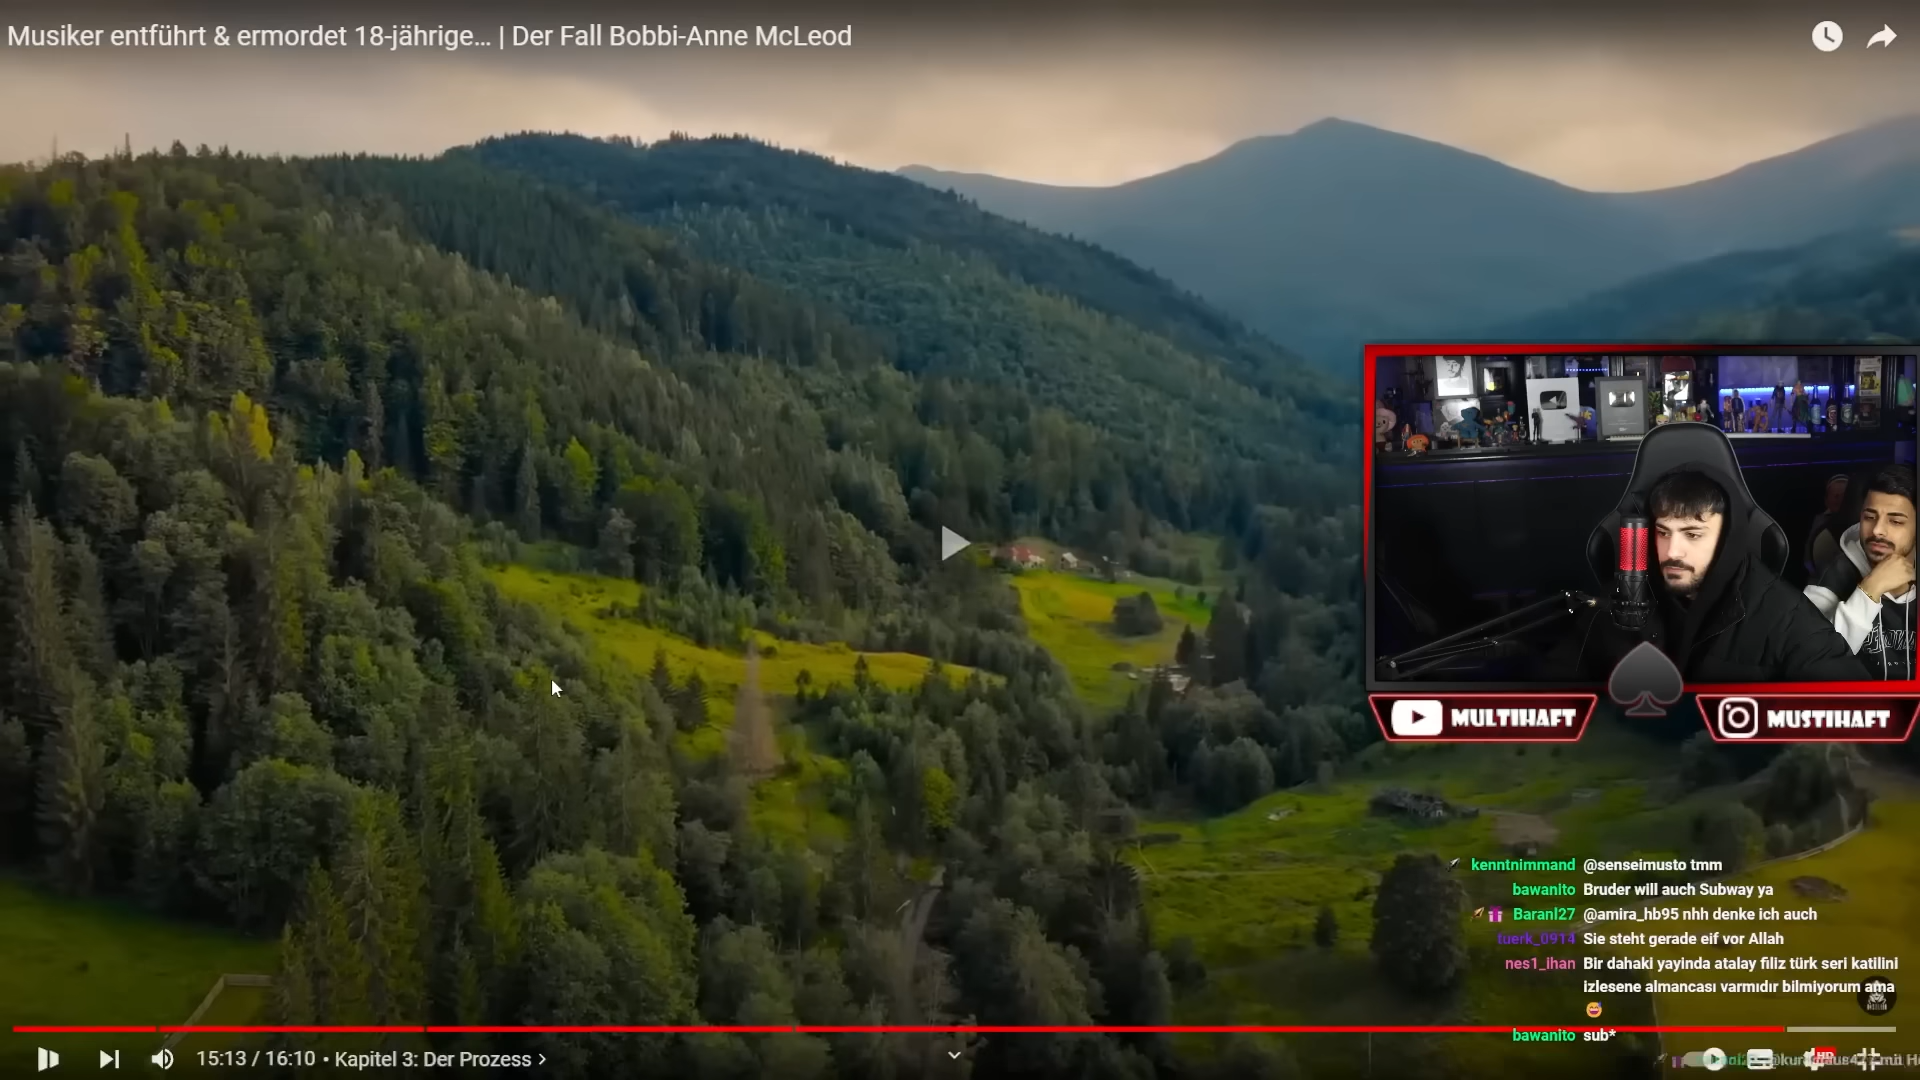 Musiker entführt & ermordet 18-jährige... | Der Fall Bobbi-Anne McLeod
MULTIHAFT
MUSTIHAFT
kenntnimmand @senseimusto tmm
bawanito Bruder will auch Subway ya
Baranl27 @amira_hb95 nhh denke ich auch
tuerk_0914 Sie steht gerade eif vor Allah
nes1_ihan Bir dahaki yayinda atalay filiz türk seri katilini
izlesene almancası varmıdır bilmiyorum ama
😅
bawanito sub*
15:13 / 16:10 • Kapitel 3: Der Prozess
HD